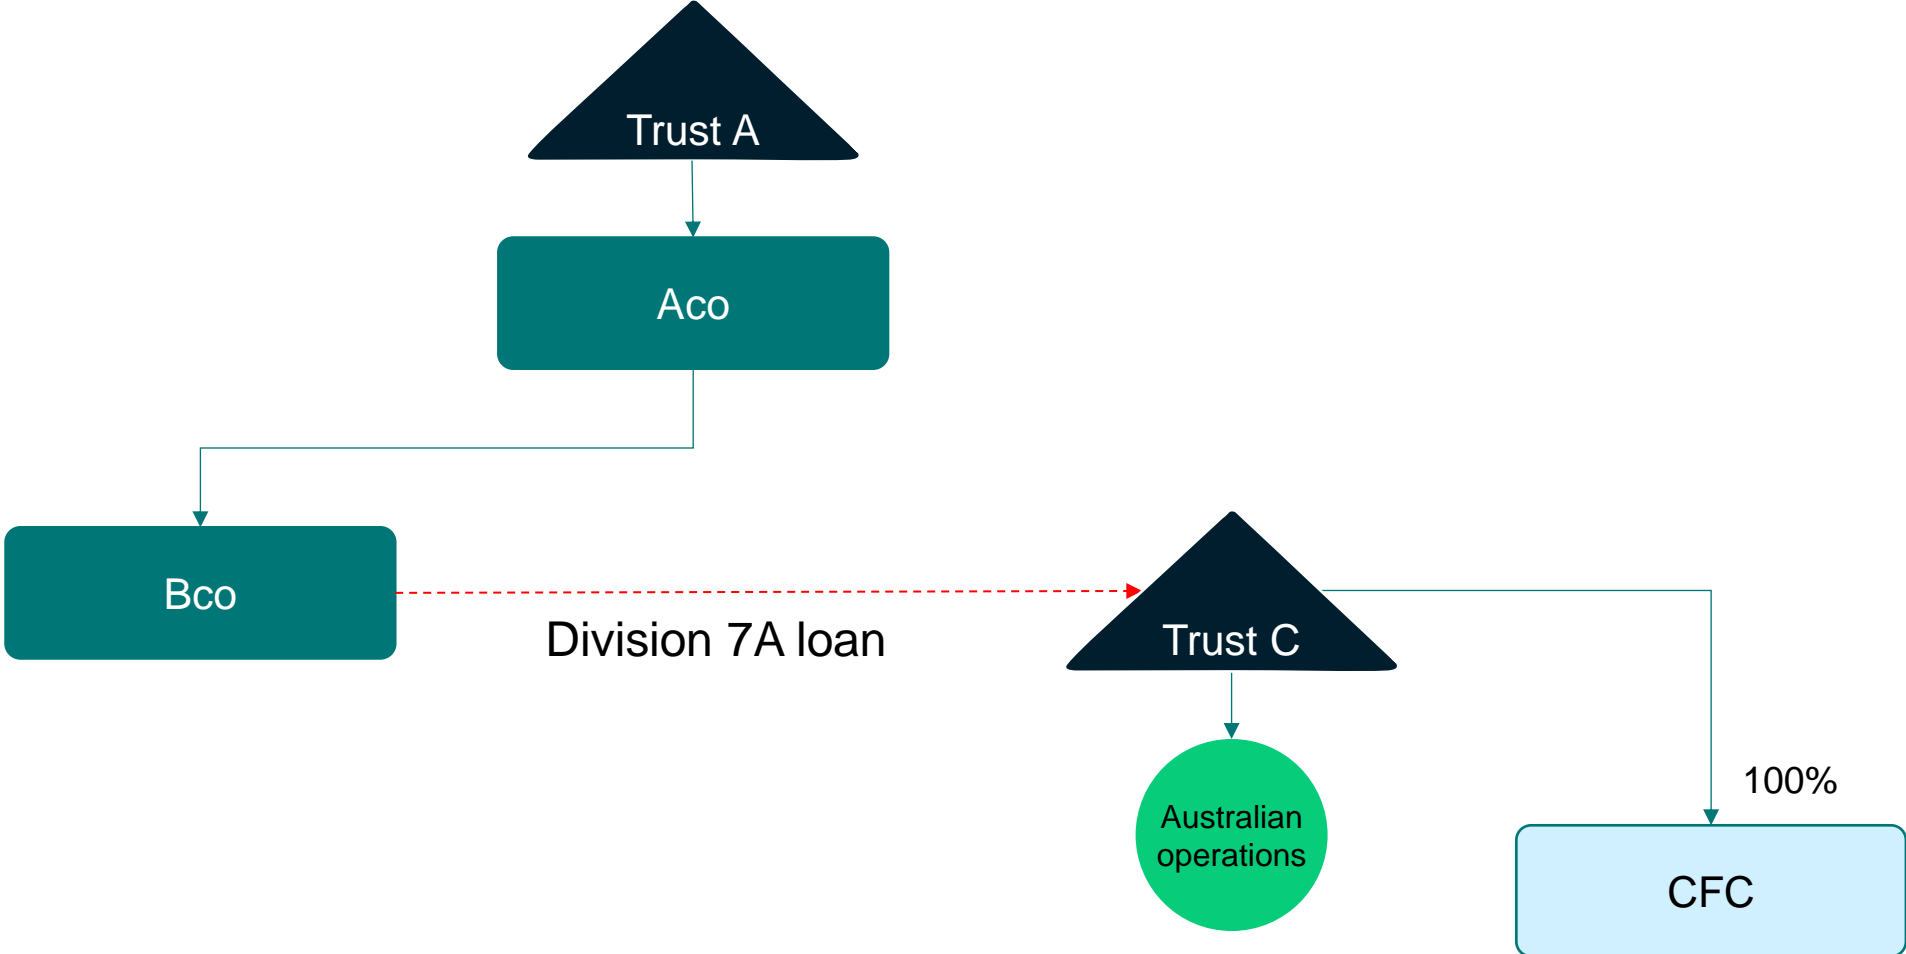 Trust A
Aco
Bco
Division 7A loan
Trust C
Australian
operations
100%
CFC